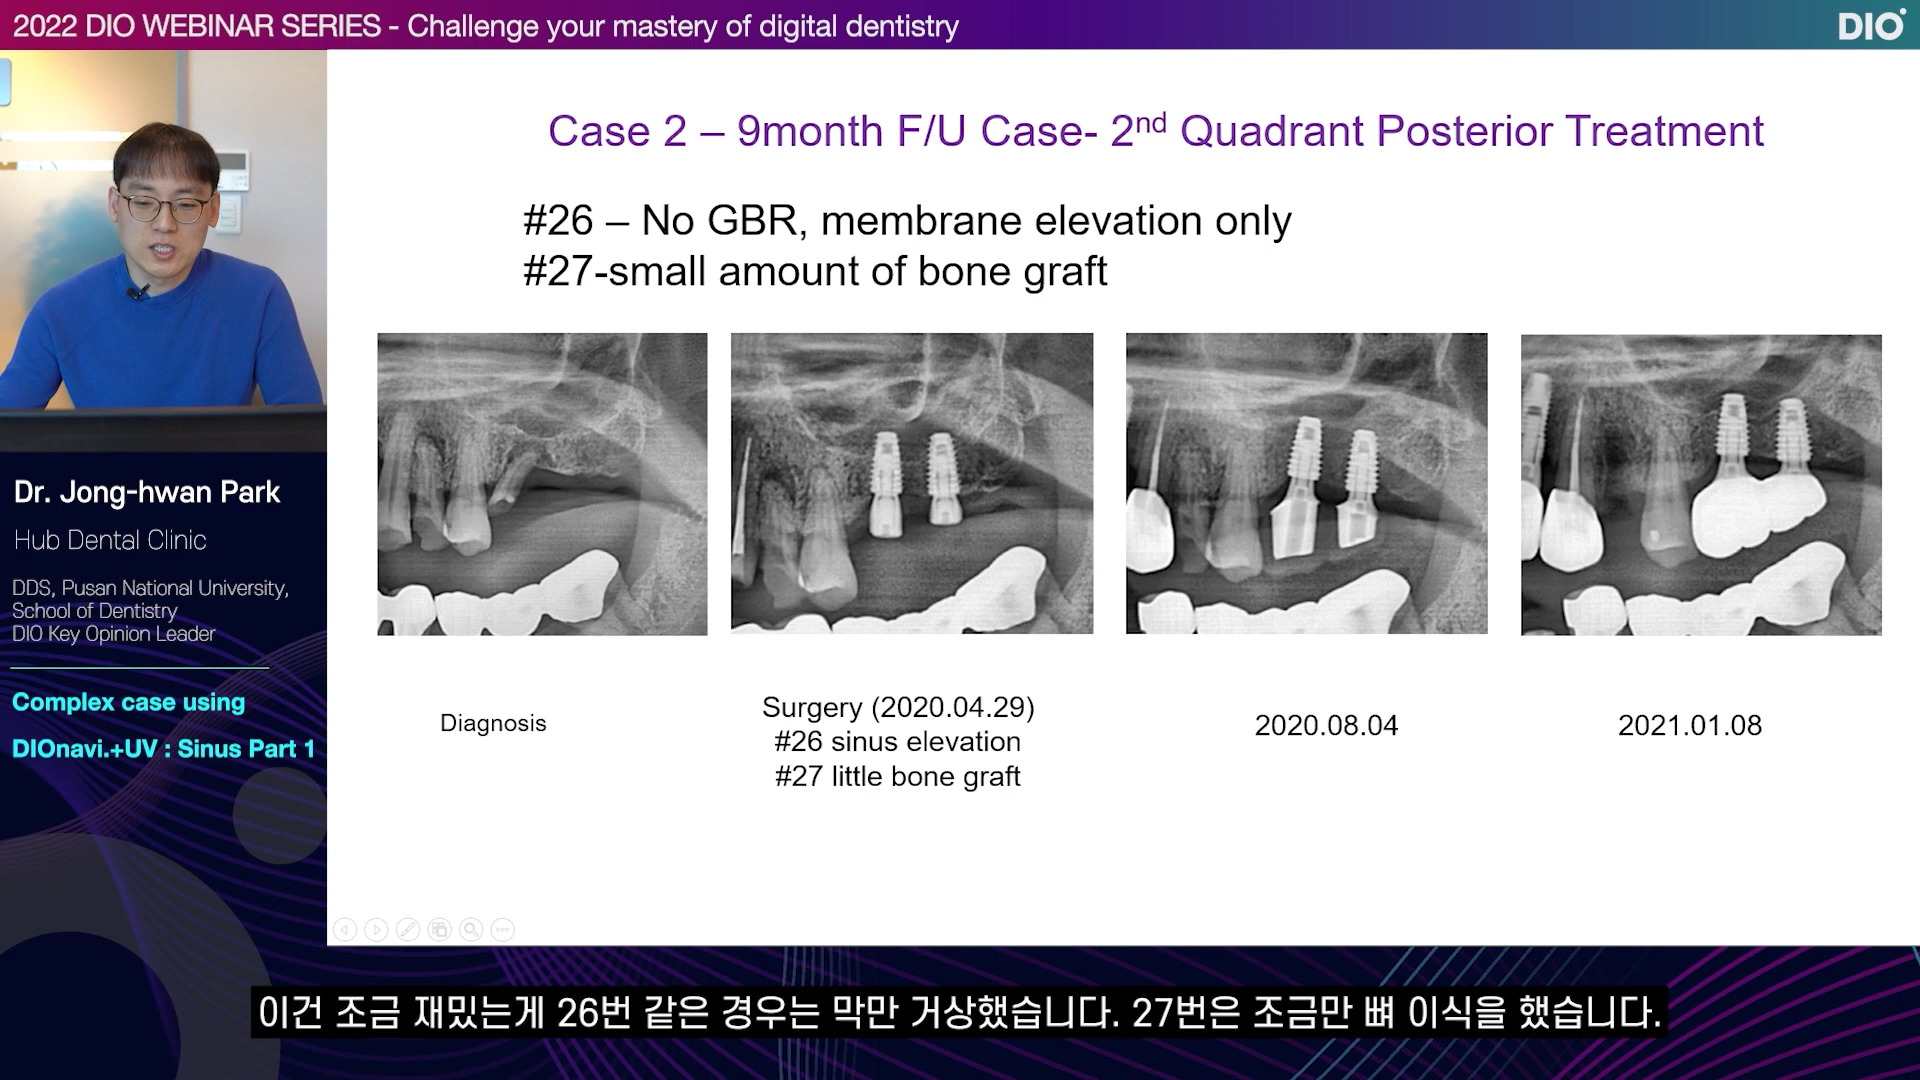 2022 DIO WEBINAR SERIES - Challenge your mastery of digital dentistry
DIO
Case 2 – 9month F/U Case- 2nd Quadrant Posterior Treatment
#26 – No GBR, membrane elevation only
#27-small amount of bone graft
Dr. Jong-hwan Park
Hub Dental Clinic
DDS, Pusan National University,
School of Dentistry
DIO Key Opinion Leader
Complex case using
DIOnavi.+UV : Sinus Part 1
Diagnosis
Surgery (2020.04.29)
#26 sinus elevation
#27 little bone graft
2020.08.04
2021.01.08
이건 조금 재밌는게 26번 같은 경우는 막만 거상했습니다. 27번은 조금만 뼈 이식을 했습니다.